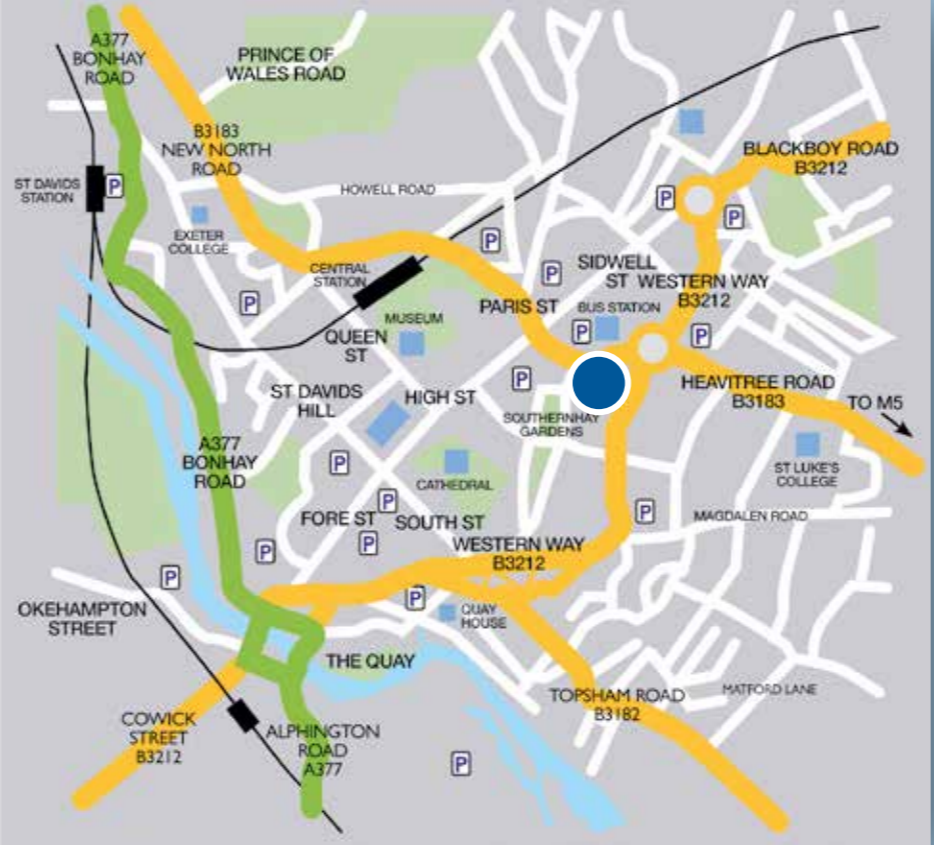 A377
BONHAY
ROAD
PRINCE OF
WALES ROAD
B3183
NEW NORTH
ROAD
BLACKBOY ROAD
B3212
ST DAVIDS
STATION
P
HOWELL ROAD
P
P
EXETER
COLLEGE
P
CENTRAL
STATION
P
SIDWELL
ST
WESTERN WAY
B3212
P
PARIS ST
BUS STATION
MUSEUM
P
P
QUEEN
ST
P
ST DAVIDS
HILL
HIGH ST
HEAVITREE ROAD
B3183
TO M5
SOUTHERNHAY
GARDENS
A377
BONHAY
ROAD
P
CATHEDRAL
ST LUKE'S
COLLEGE
P
P
FORE ST
SOUTH ST
MAGDALEN ROAD
P
P
WESTERN WAY
B3212
P
P
OKEHAMPTON
STREET
QUAY
HOUSE
THE QUAY
TOPSHAM ROAD
B3182
MATFORD LANE
COWICK
STREET
B3212
ALPHINGTON
ROAD
A377
P